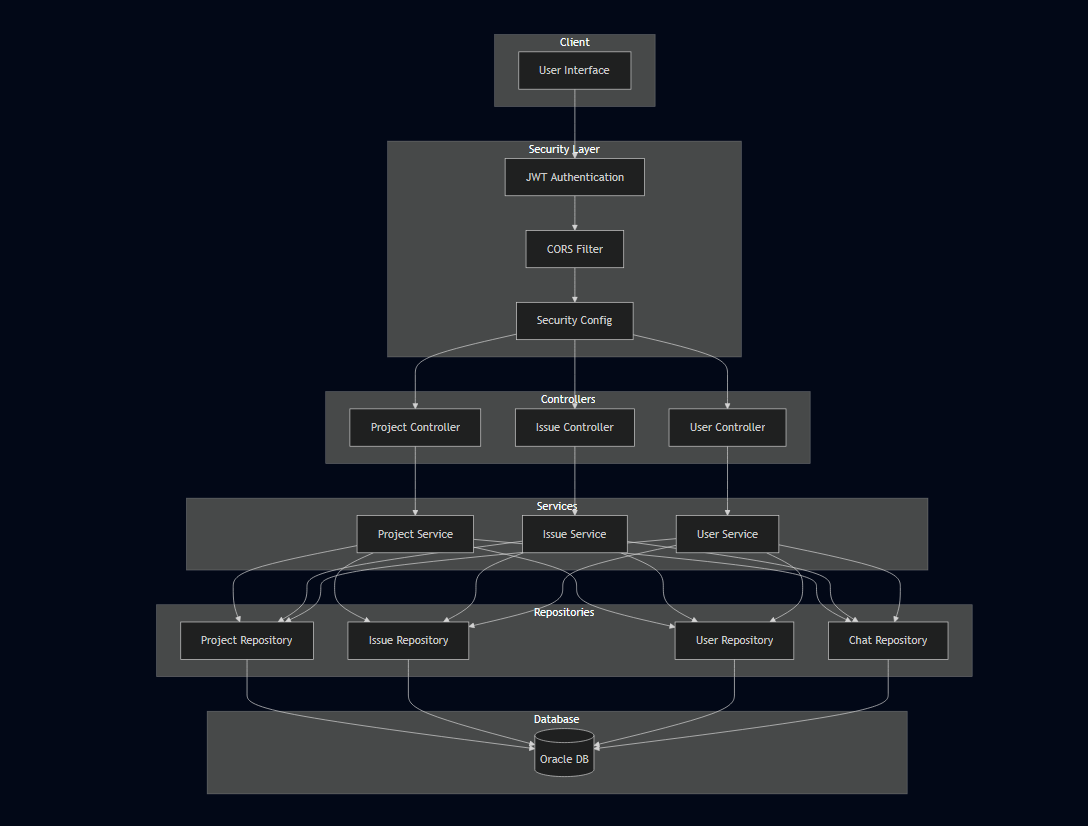 Client
User Interface
Security Layer
JWT Authentication
CORS Filter
Security Config
Controllers
Project Controller
Issue Controller
User Controller
Services
Project Service
Issue Service
User Service
Repositories
Project Repository
Issue Repository
User Repository
Chat Repository
Database
Oracle DB